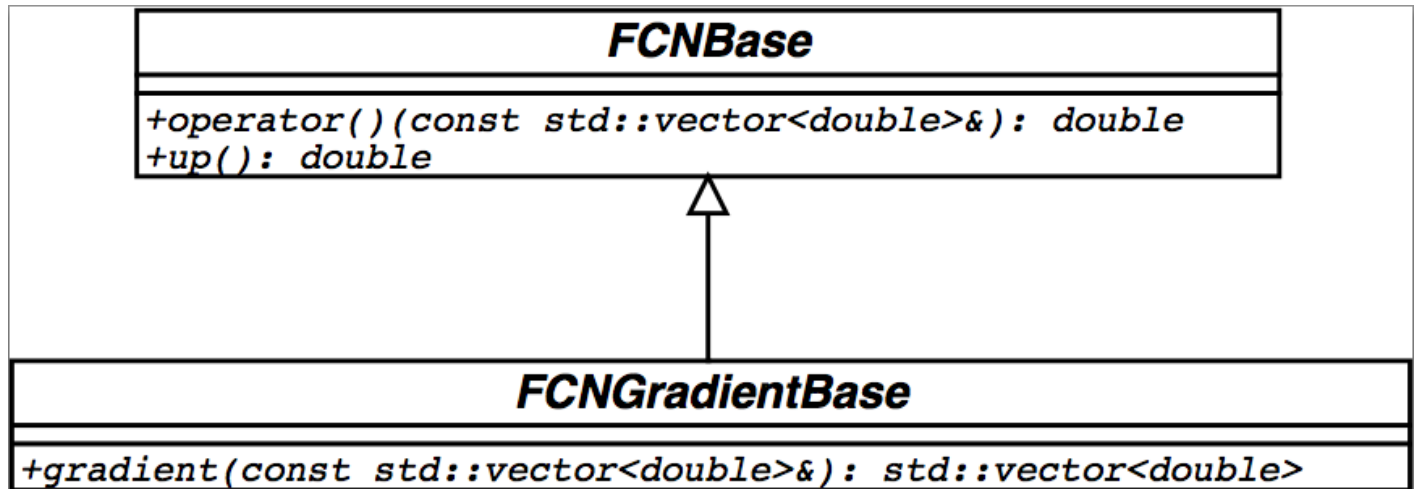 FCNBase
+operator()(const std::vector<double>&): double
+up(): double
FCNGradientBase
+gradient(const std::vector<double>&): std::vector<double>